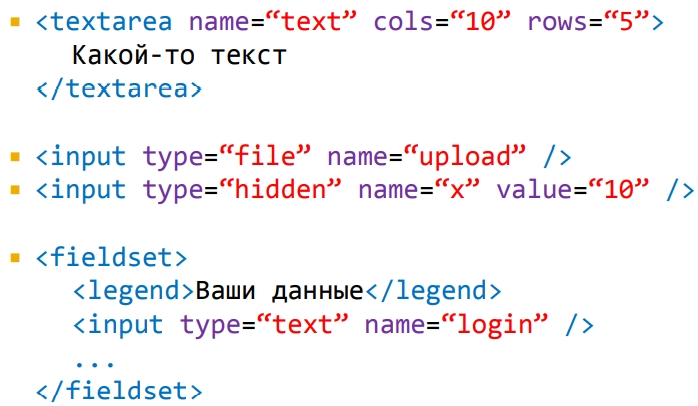 ▪ <textarea name=“text” cols=“10” rows=“5”>
Какой-то текст
</textarea>
▪ <input type=“file” name=“upload” />
▪ <input type=“hidden” name=“x” value=“10” />
▪ <fieldset>
<legend>Ваши данные</legend>
<input type=“text” name=“login” />
...
</fieldset>